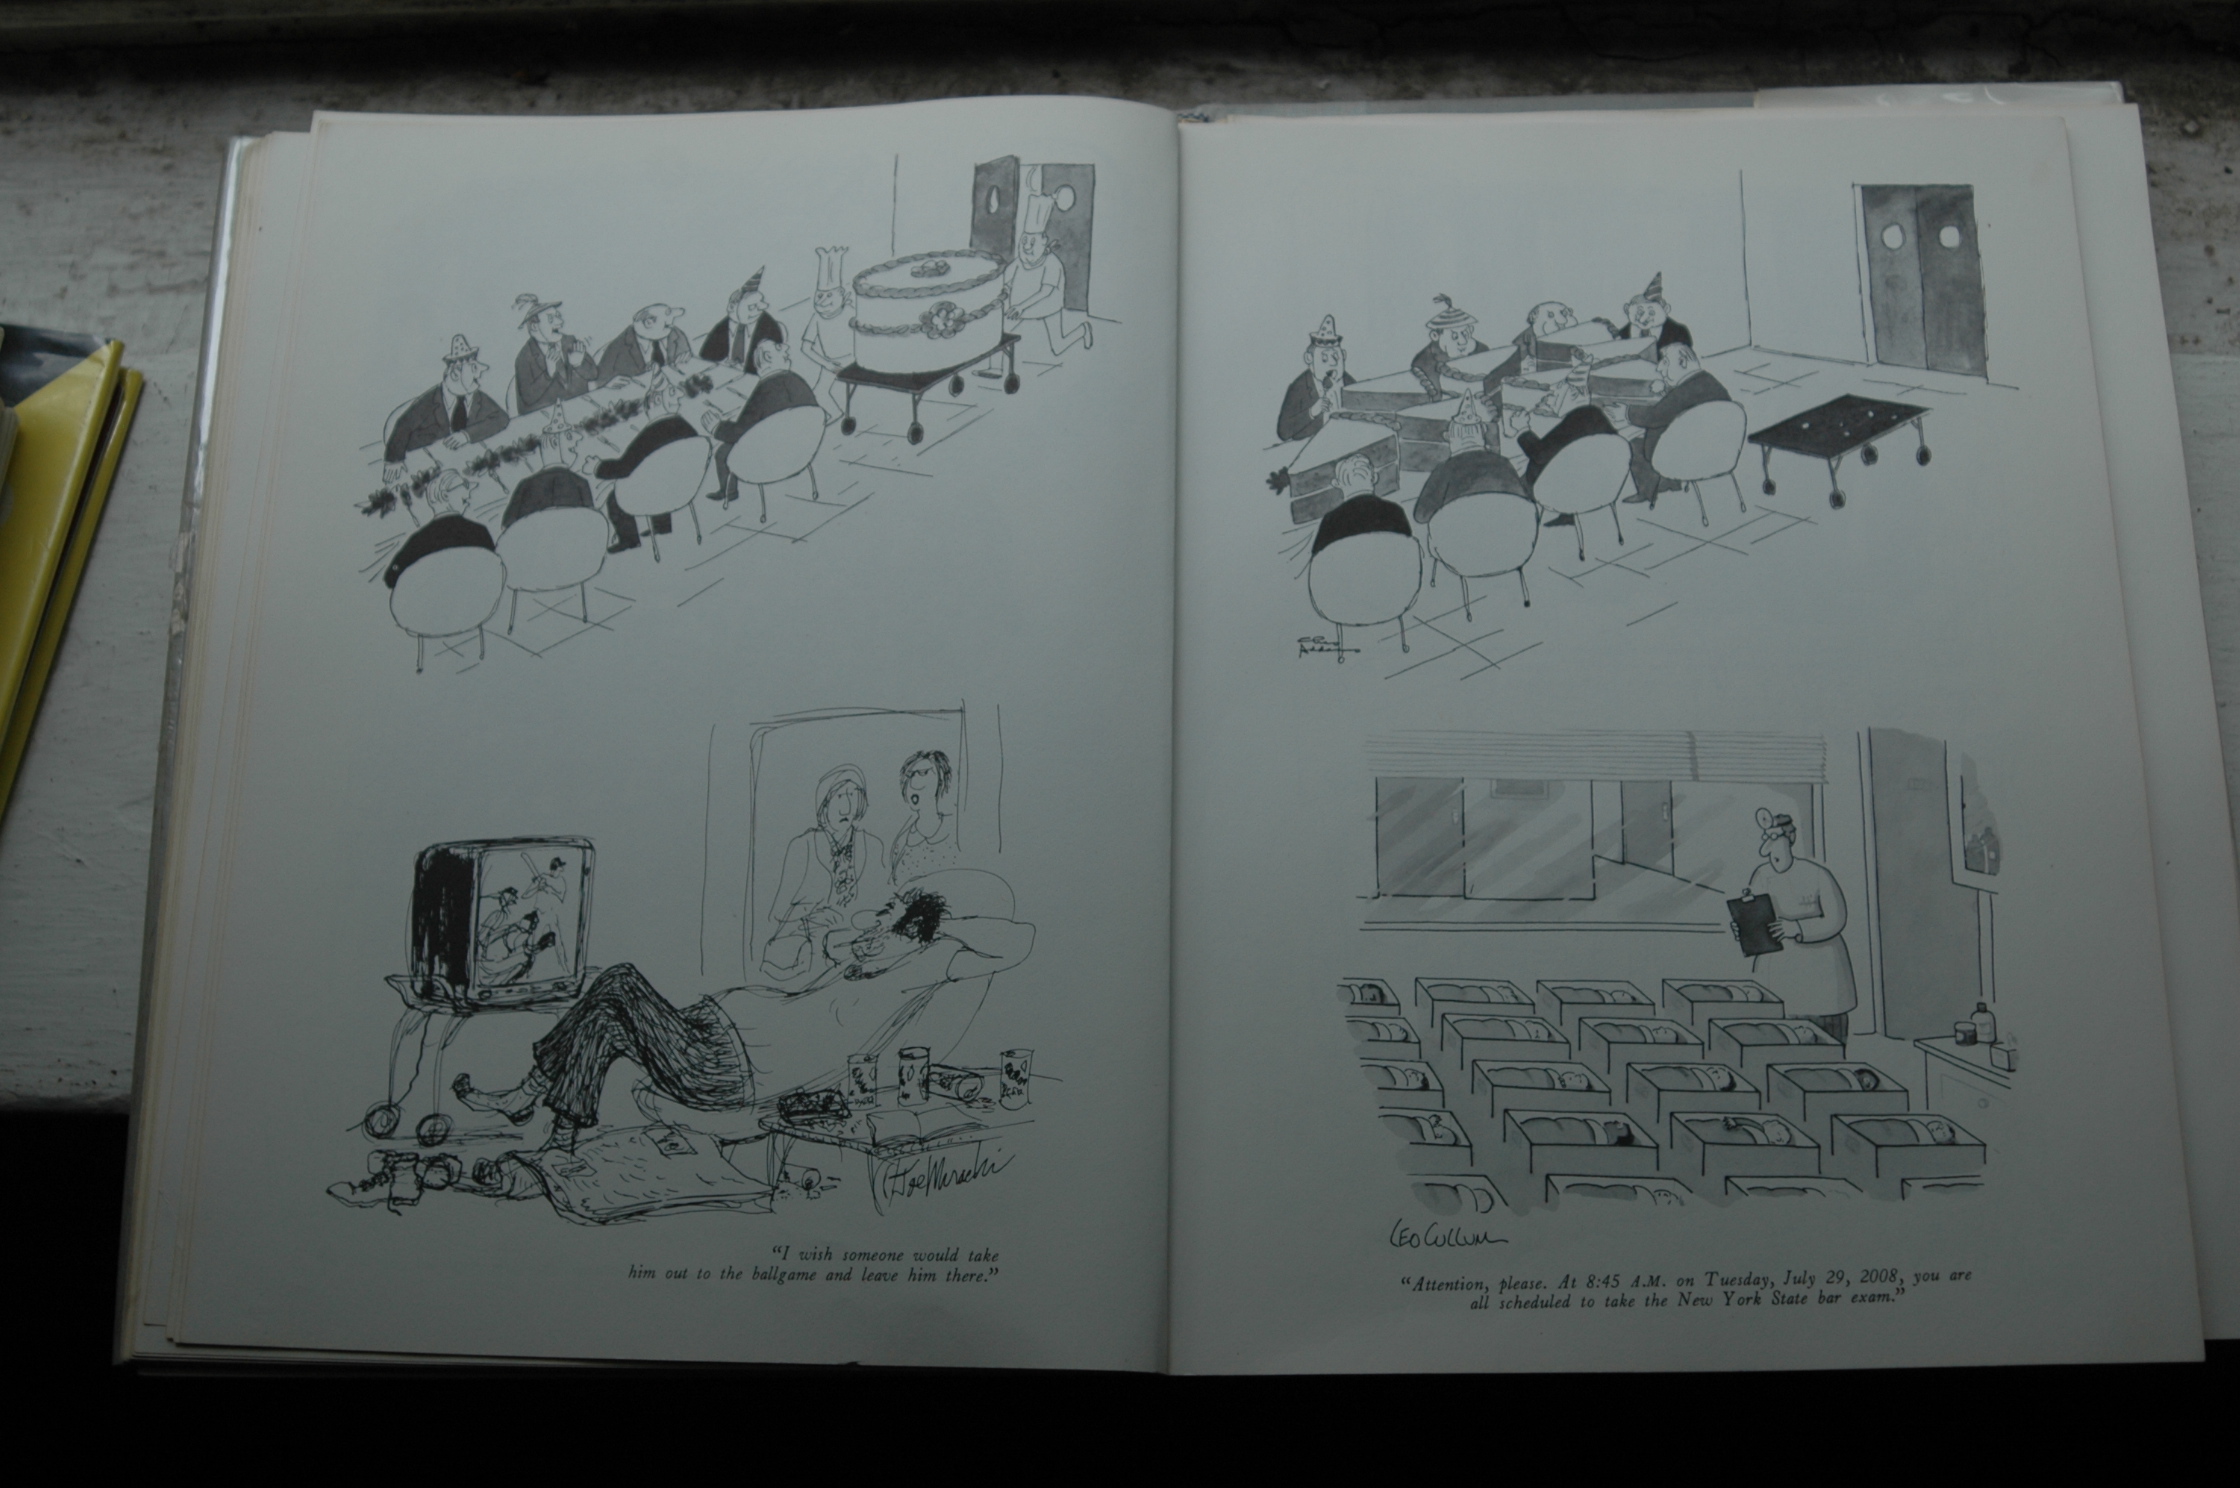 Chas
Addams
Joe Mirachi
“I wish someone would take
him out to the ballgame and leave him there.”
LEO CULLUM
“Attention, please. At 8:45 A.M. on Tuesday, July 29, 2008, you are
all scheduled to take the New York State bar exam.”